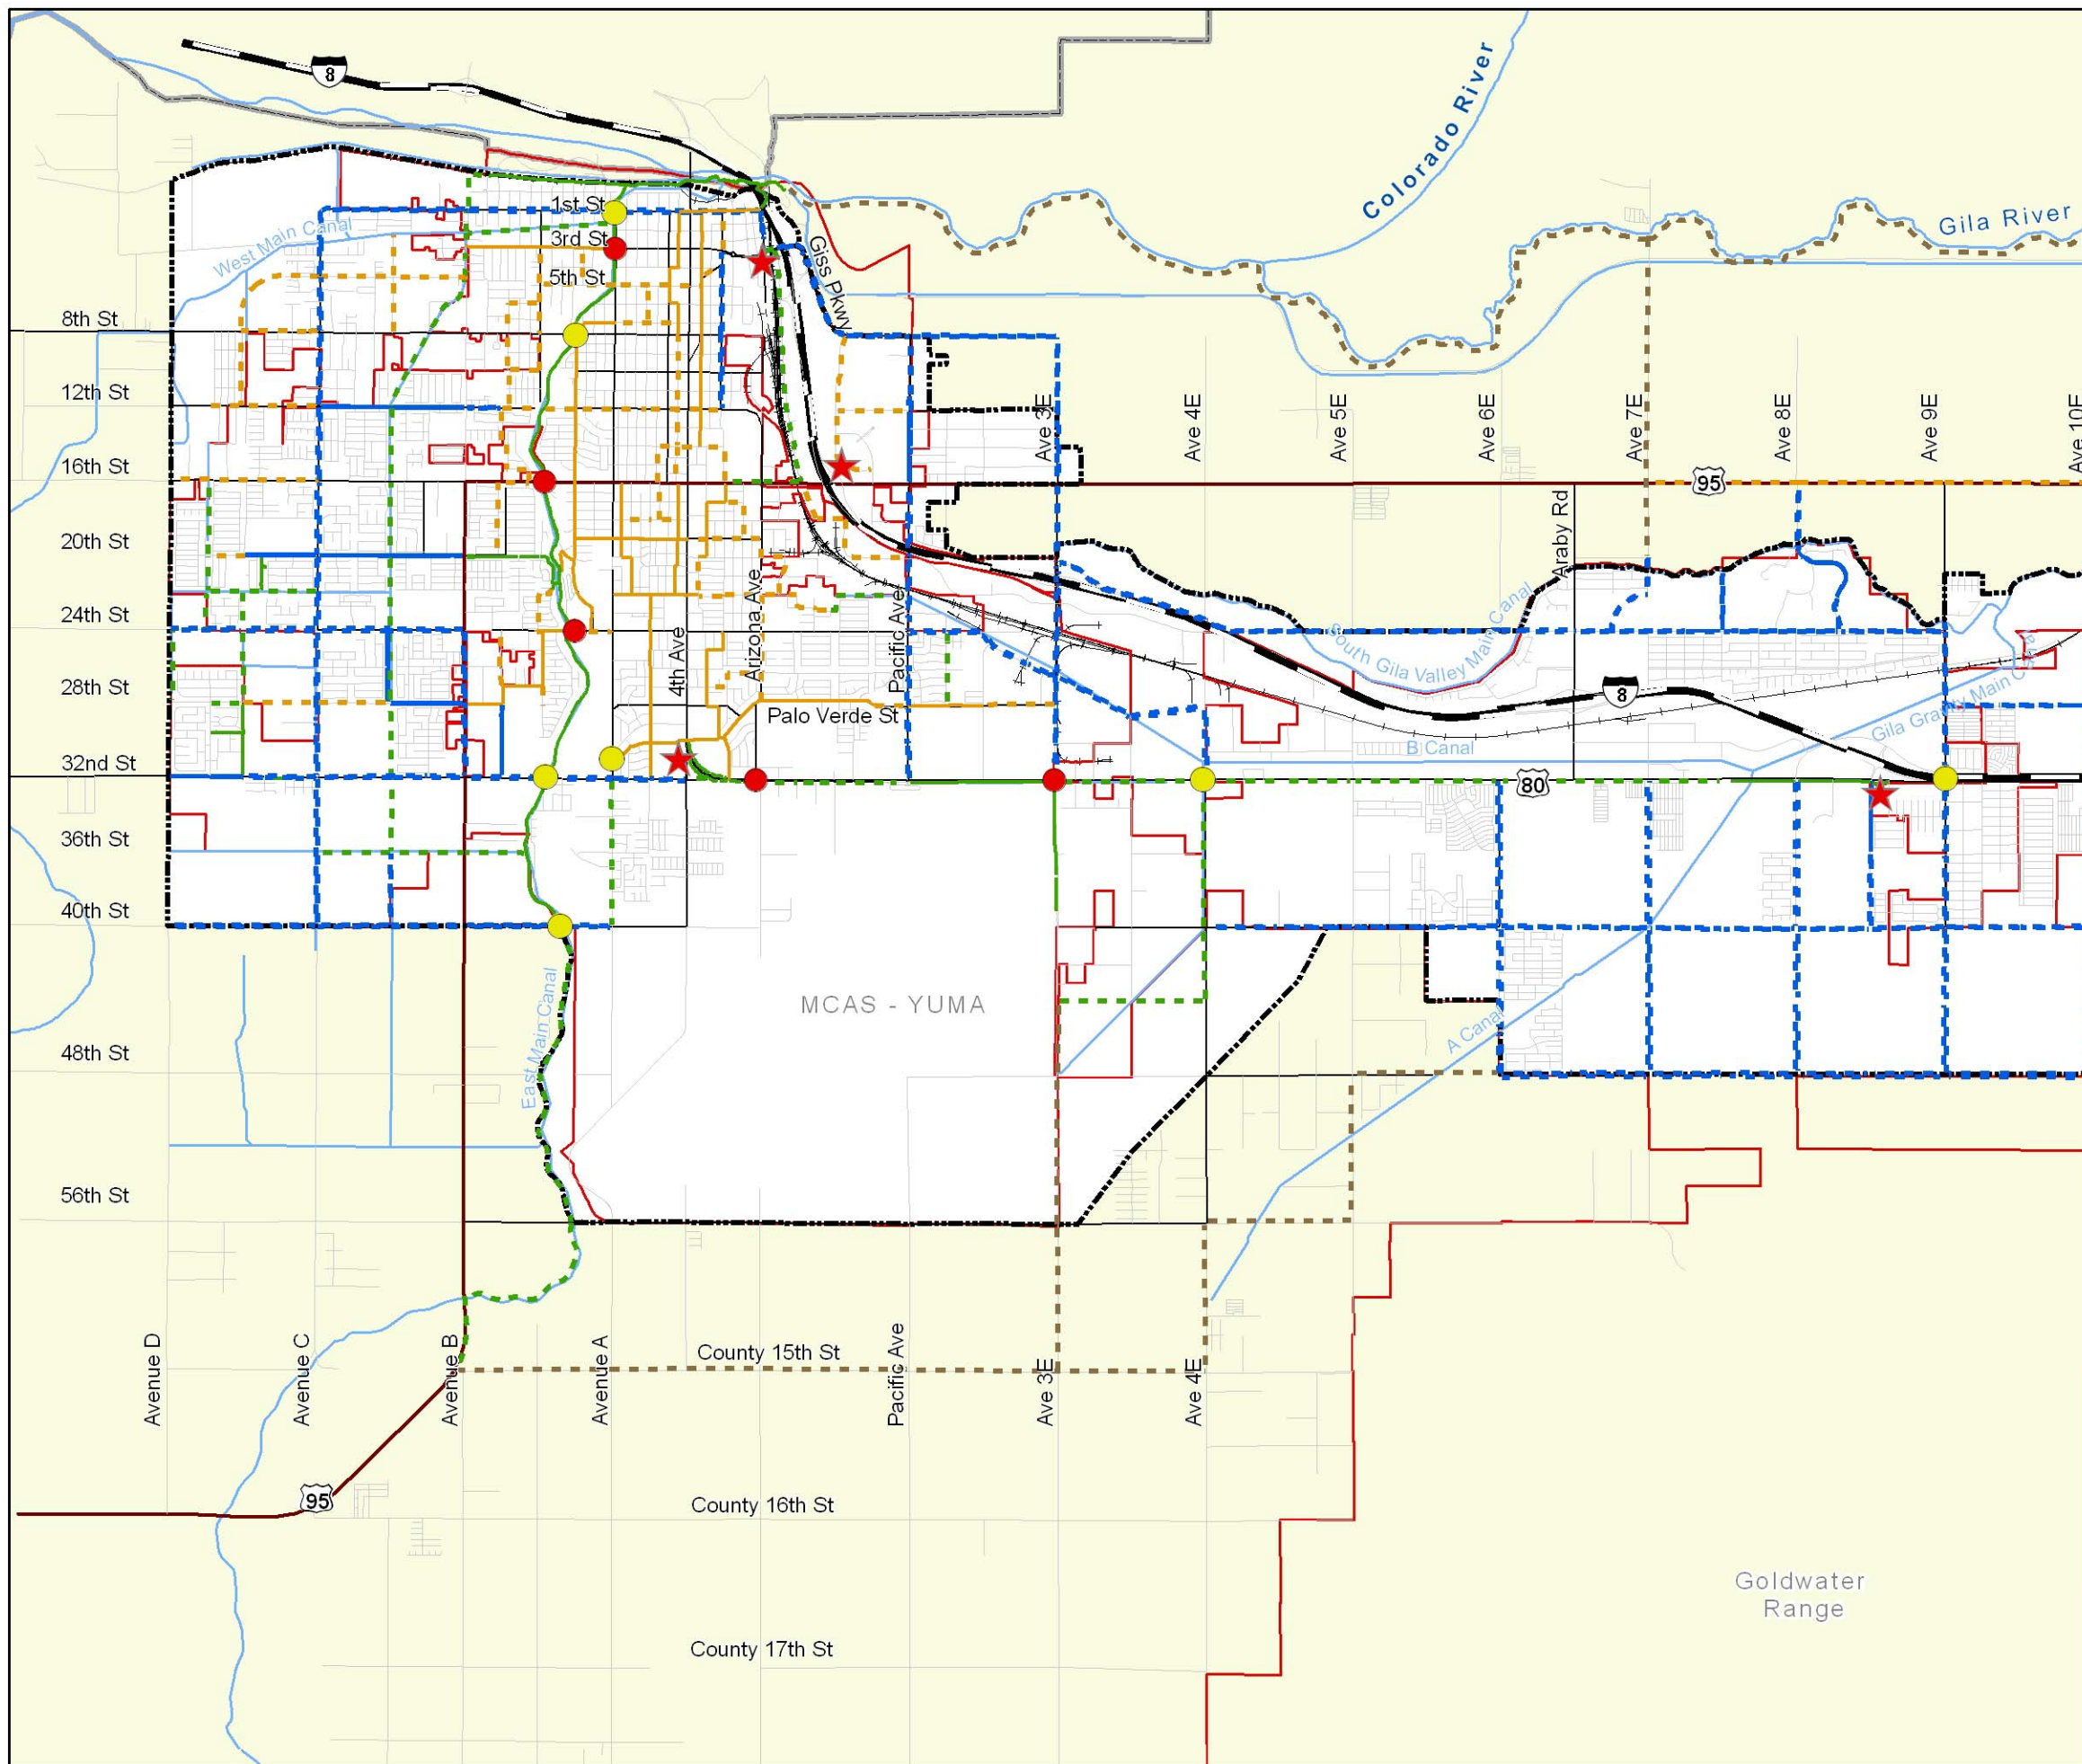 8
Colorado River
Gila River
1st St
West Main Canal
3rd St
Giss Pkwy
5th St
8th St
12th St
Ave 3E
Ave 4E
Ave 5E
Ave 6E
Ave 7E
Ave 8E
Ave 9E
Ave 10E
16th St
95
Araby Rd
20th St
24th St
Arizona Ave
Pacific Ave
4th Ave
South Gila Valley Main Canal
28th St
8
Palo Verde St
Gila Gravity Main C
B Canal
32nd St
80
36th St
40th St
East Main Canal
MCAS - YUMA
A Canal
48th St
56th St
Avenue D
Avenue C
Avenue B
Avenue A
County 15th St
Pacific Ave
Ave 3E
Ave 4E
95
County 16th St
Goldwater
Range
County 17th St